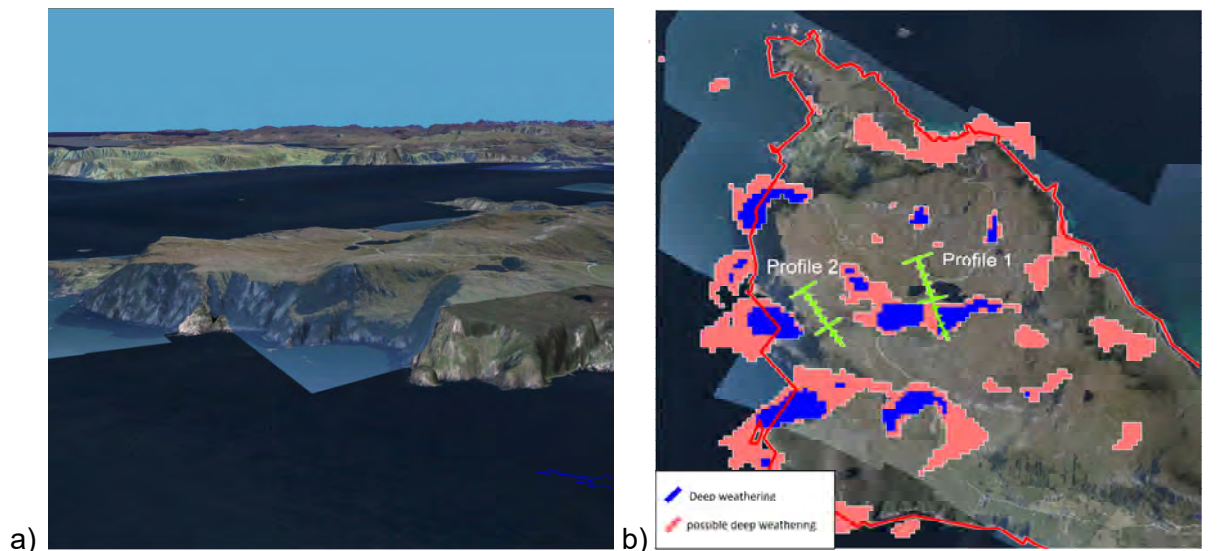 a)
b)
Profile 2
Profile 1
Deep weathering
possible deep weathering